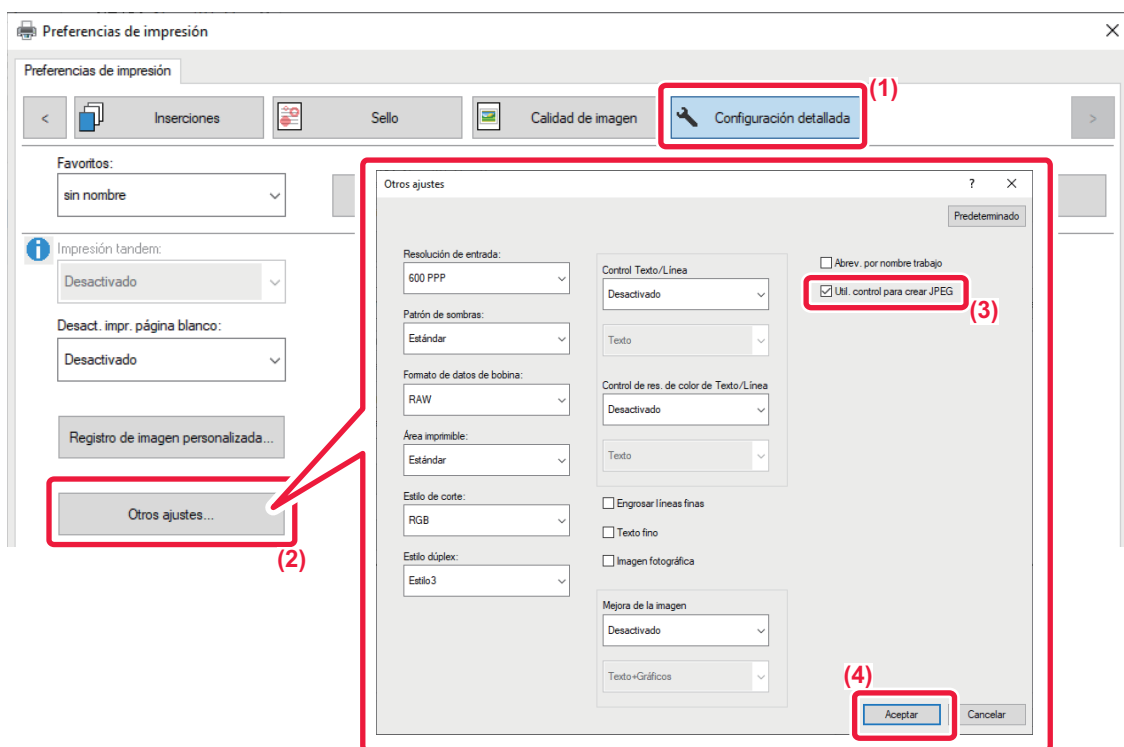 Preferencias de impresión
Preferencias de impresión
(1)
<
Inserciones
Sello
Calidad de imagen
Configuración detallada
>
Favoritos:
sin nombre
Impresión tandem:
Desactivado
Desact. impr. página blanco:
Desactivado
Registro de imagen personalizada...
Otros ajustes...
(2)
Otros ajustes
?
Predeterminado
Resolución de entrada:
600 PPP
Patrón de sombras:
Estándar
Formato de datos de bobina:
RAW
Área imprimible:
Estándar
Estilo de corte:
RGB
Estilo dúplex:
Estilo3
Control Texto/Línea
Desactivado
Texto
Control de res. de color de Texto/Línea
Desactivado
Texto
Engrosar líneas finas
Texto fino
Imagen fotográfica
Mejora de la imagen
Desactivado
Texto+Gráficos
Abrev. por nombre trabajo
Util. control para crear JPEG
(3)
(4)
Aceptar
Cancelar